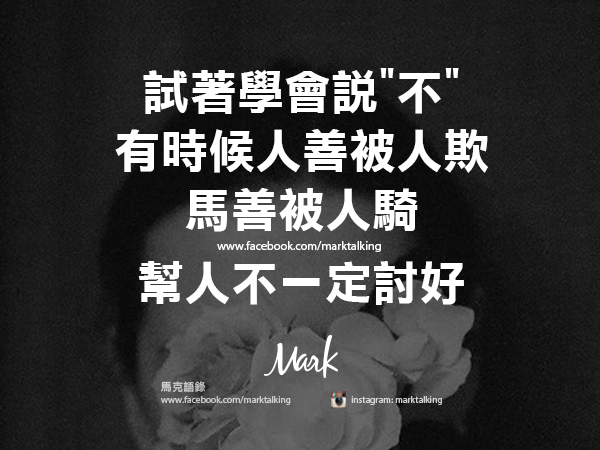 試著學會説"不"
有時候人善被人欺
馬善被人騎
www.facebook.com/marktalking
幫人不一定討好
Mark
馬克語錄
www.facebook.com/marktalking
instagram: marktalking